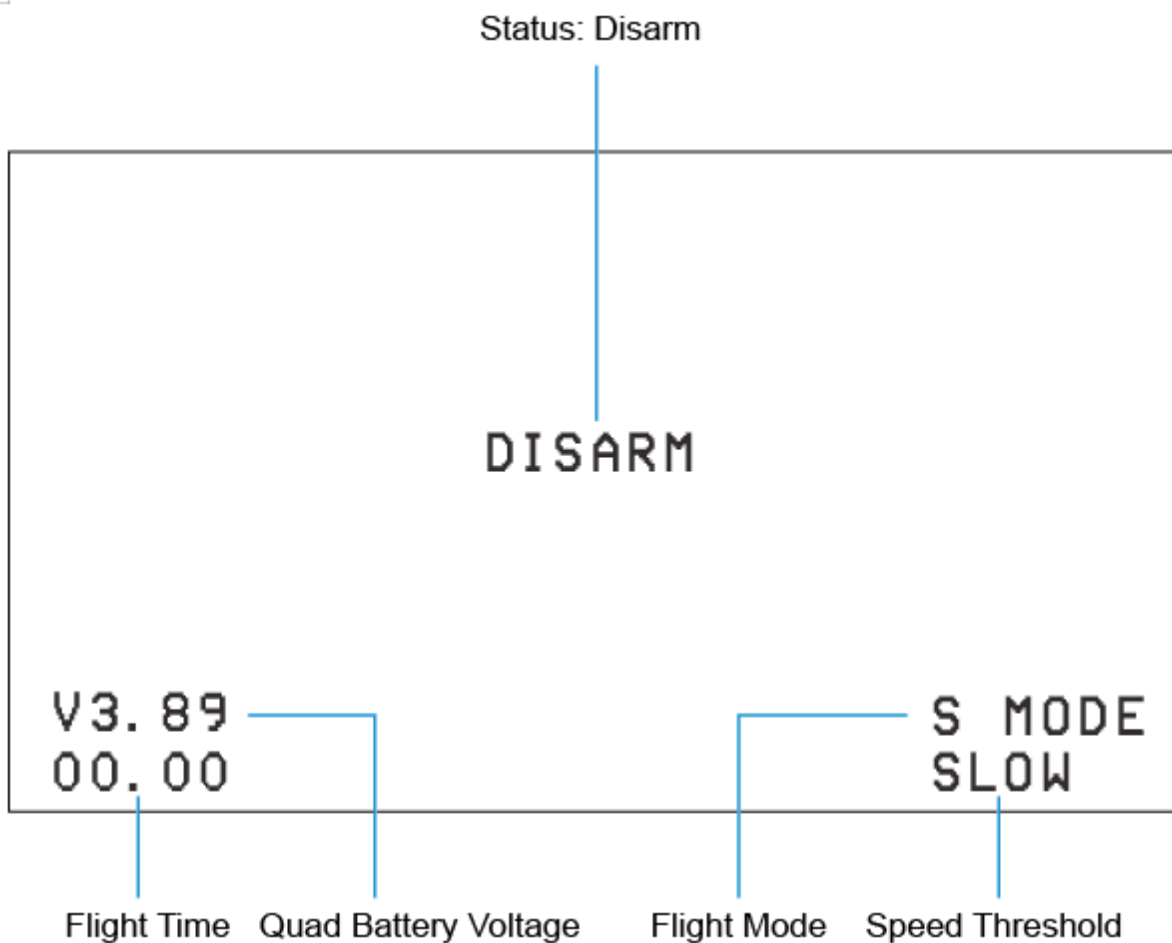 Status: Disarm
DISARM
V3.89
00.00
S MODE
SLOW
Flight Time
Quad Battery Voltage
Flight Mode
Speed Threshold